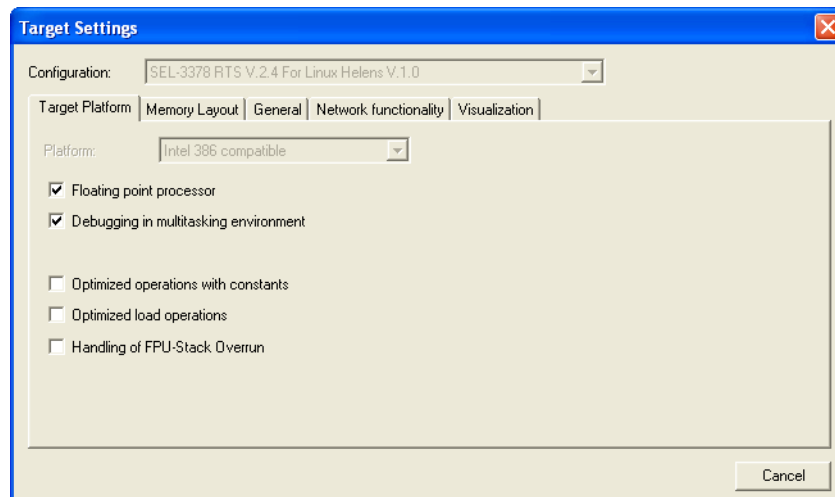 Target Settings
Configuration: SEL-3378 RTS V.2.4 For Linux Helens V.1.0
Target Platform Memory Layout General Network functionality Visualization
Platform: Intel 386 compatible
Floating point processor
Debugging in multitasking environment
Optimized operations with constants
Optimized load operations
Handling of FPU-Stack Overrun
Cancel